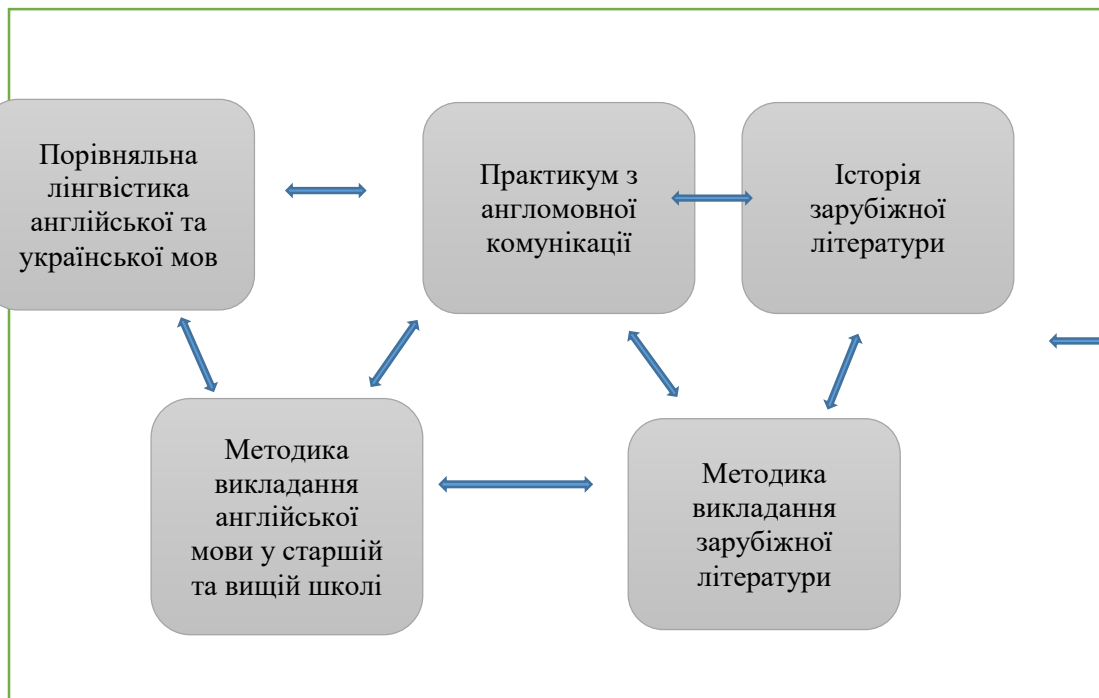 Порівняльна
лінгвістика
англійської та
української мов
Практикум з
англомовної
комунікації
Історія
зарубіжної
літератури
Методика
викладання
англійської
мови у старшій
та вищій школі
Методика
викладання
зарубіжної
літератури